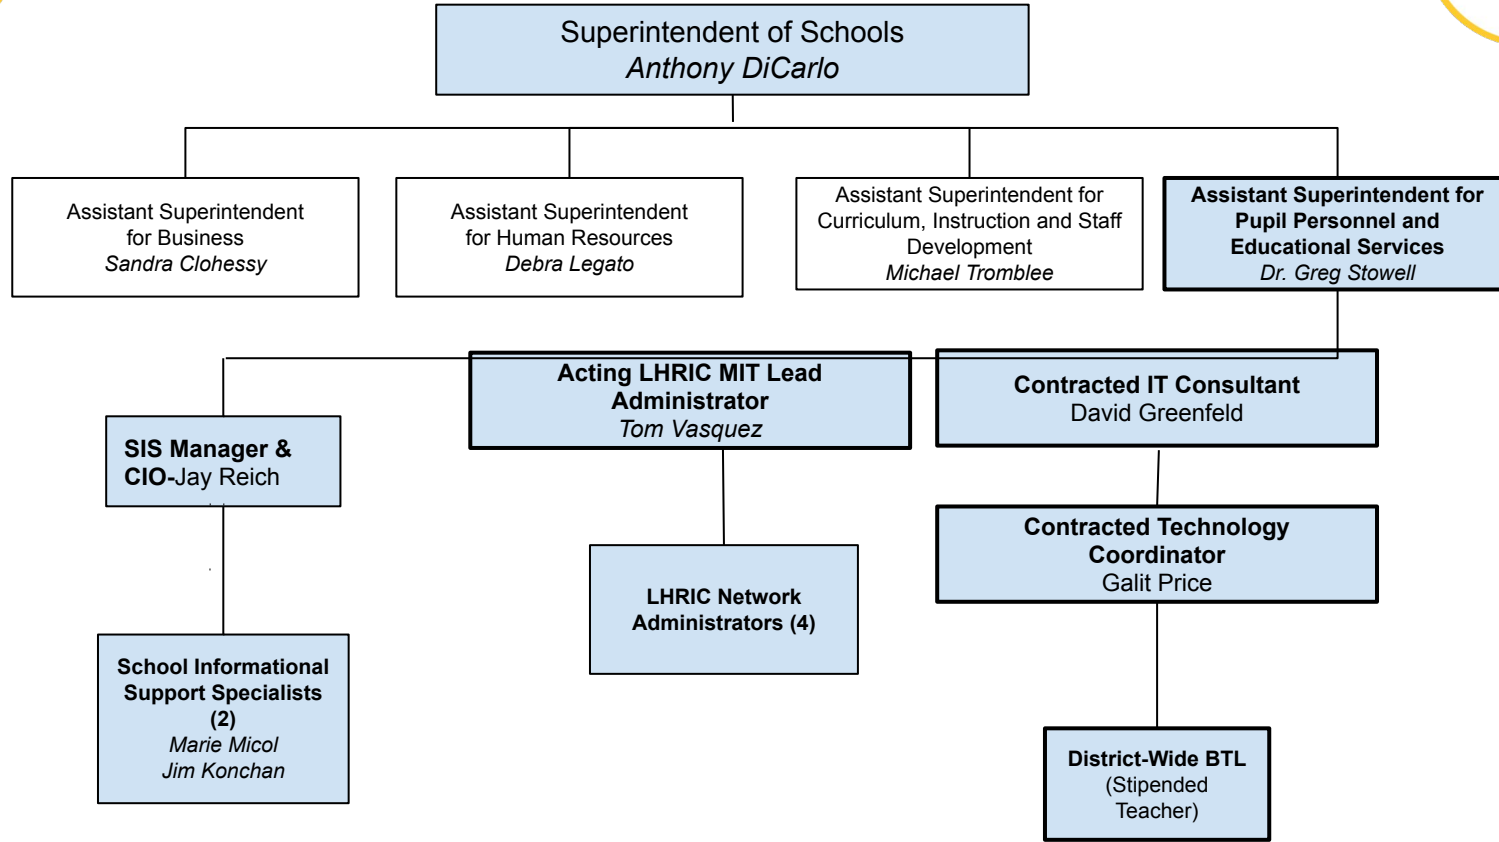 Superintendent of Schools
Anthony DiCarlo
Assistant Superintendent
for Business
Sandra Clohessy
Assistant Superintendent
for Human Resources
Debra Legato
Assistant Superintendent for
Curriculum, Instruction and Staff
Development
Michael Tromblee
Assistant Superintendent for
Pupil Personnel and
Educational Services
Dr. Greg Stowell
Acting LHRIC MIT Lead
Administrator
Tom Vasquez
Contracted IT Consultant
David Greenfeld
SIS Manager &
CIO-Jay Reich
Contracted Technology
Coordinator
Galit Price
LHRIC Network
Administrators (4)
School Informational
Support Specialists
(2)
Marie Micol
Jim Konchan
District-Wide BTL
(Stipended
Teacher)